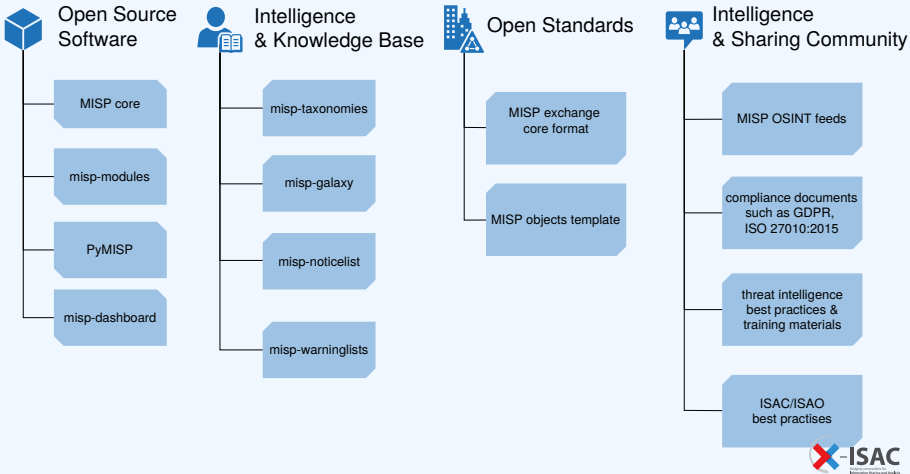 Open Source
Software
MISP core
misp-modules
PyMISP
misp-dashboard
Intelligence
& Knowledge Base
misp-taxonomies
misp-galaxy
misp-noticelist
misp-warninglists
Open Standards
MISP exchange
core format
MISP objects template
Intelligence
& Sharing Community
MISP OSINT feeds
compliance documents
such as GDPR,
ISO 27010:2015
threat intelligence
best practices &
training materials
ISAC/ISAO
best practises
X-ISAC